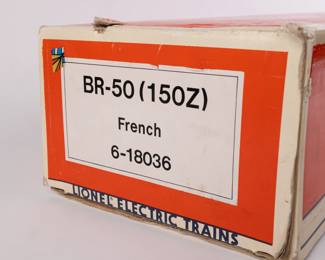 BR-50 (150Z)
French
6-18036
LIONEL ELECTRIC TRAINS